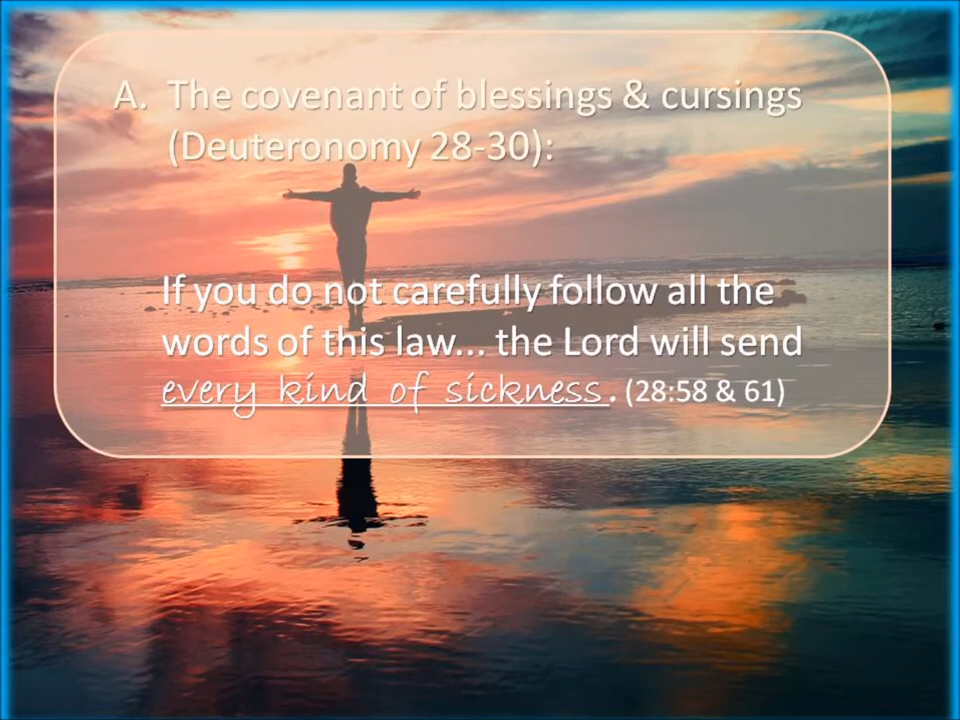 A. The covenant of blessings & cursings
(Deuteronomy 28-30):
If you do not carefully follow all the
words of this law... the Lord will send
every kind of sickness. (28:58 & 61)